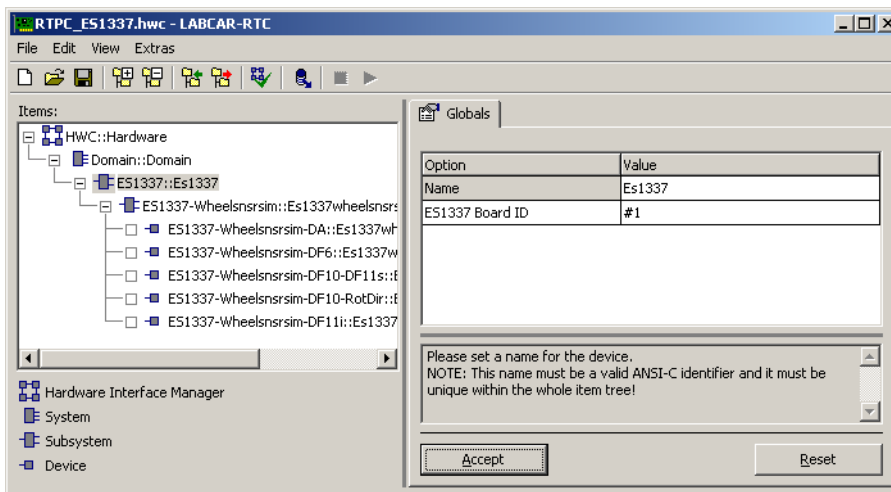 RTPC_ES1337.hwc - LABCAR-RTC
File Edit View Extras
Items:
HWC::Hardware
Domain::Domain
ES1337::Es1337
ES1337-Wheelsnsrsim::Es1337wheelsnsrs
ES1337-Wheelsnsrsim-DA::Es1337wh
ES1337-Wheelsnsrsim-DF6::Es1337w
ES1337-Wheelsnsrsim-DF10-DF11s::E
ES1337-Wheelsnsrsim-DF10-RotDir::E
ES1337-Wheelsnsrsim-DF11i::Es1337
Hardware Interface Manager
System
Subsystem
Device
Globals
Option Value
Name Es1337
ES1337 Board ID #1
Please set a name for the device.
NOTE: This name must be a valid ANSI-C identifier and it must be
unique within the whole item tree!
Accept Reset